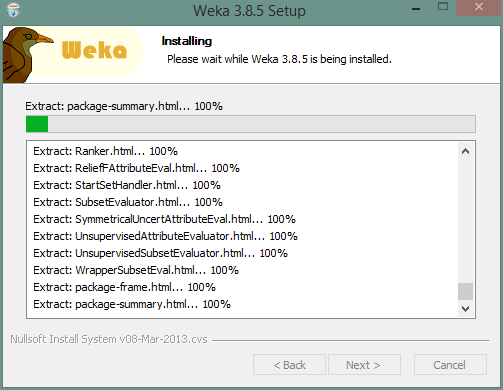 Weka 3.8.5 Setup
Weka
Installing
Please wait while Weka 3.8.5 is being installed.
Extract: package-summary.html... 100%
Extract: Ranker.html... 100%
Extract: ReliefFAttributeEval.html... 100%
Extract: StartSetHandler.html... 100%
Extract: SubsetEvaluator.html... 100%
Extract: SymmetricalUncertAttributeEval.html... 100%
Extract: UnsupervisedAttributeEvaluator.html... 100%
Extract: UnsupervisedSubsetEvaluator.html... 100%
Extract: WrapperSubsetEval.html... 100%
Extract: package-frame.html... 100%
Extract: package-summary.html... 100%
Nullsoft Install System v08-Mar-2013.cvs
< Back Next > Cancel